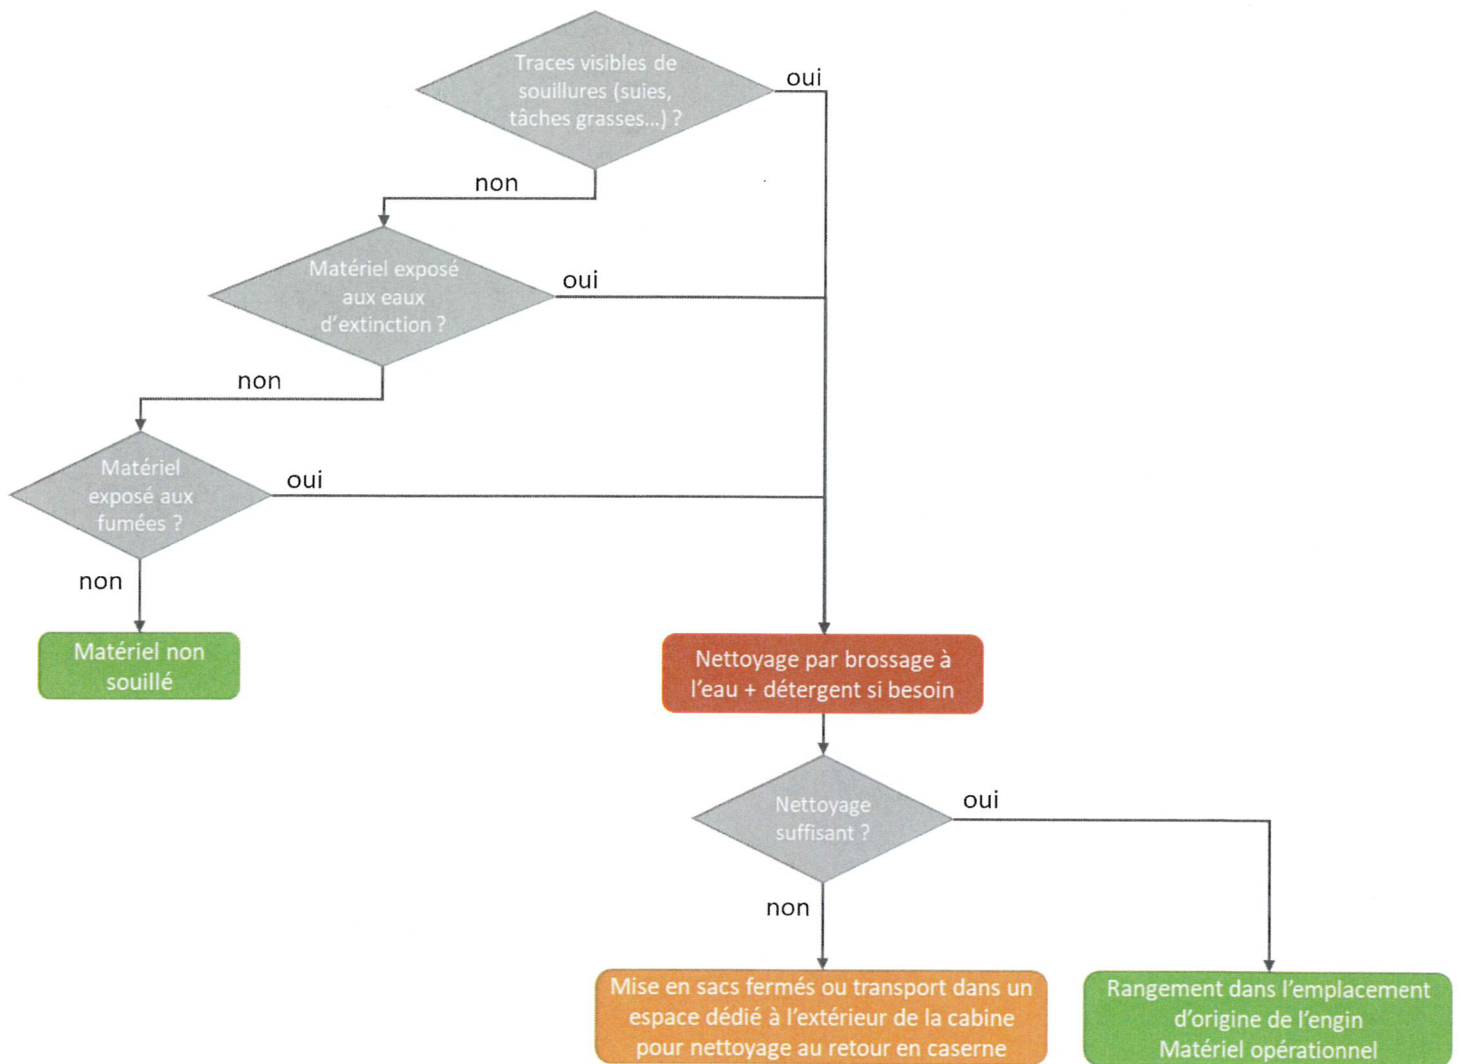 Traces visibles de
souillures (suies,
tâches grasses...) ?
oui
non
Matériel exposé
aux eaux
d'extinction ?
oui
non
Matériel
exposé aux
fumées ?
oui
non
Matériel non
souillé
Nettoyage par brossage à
l'eau + détergent si besoin
Nettoyage
suffisant ?
oui
non
Mise en sacs fermés ou transport dans un
espace dédié à l'extérieur de la cabine
pour nettoyage au retour en caserne
Rangement dans l'emplacement
d'origine de l'engin
Matériel opérationnel